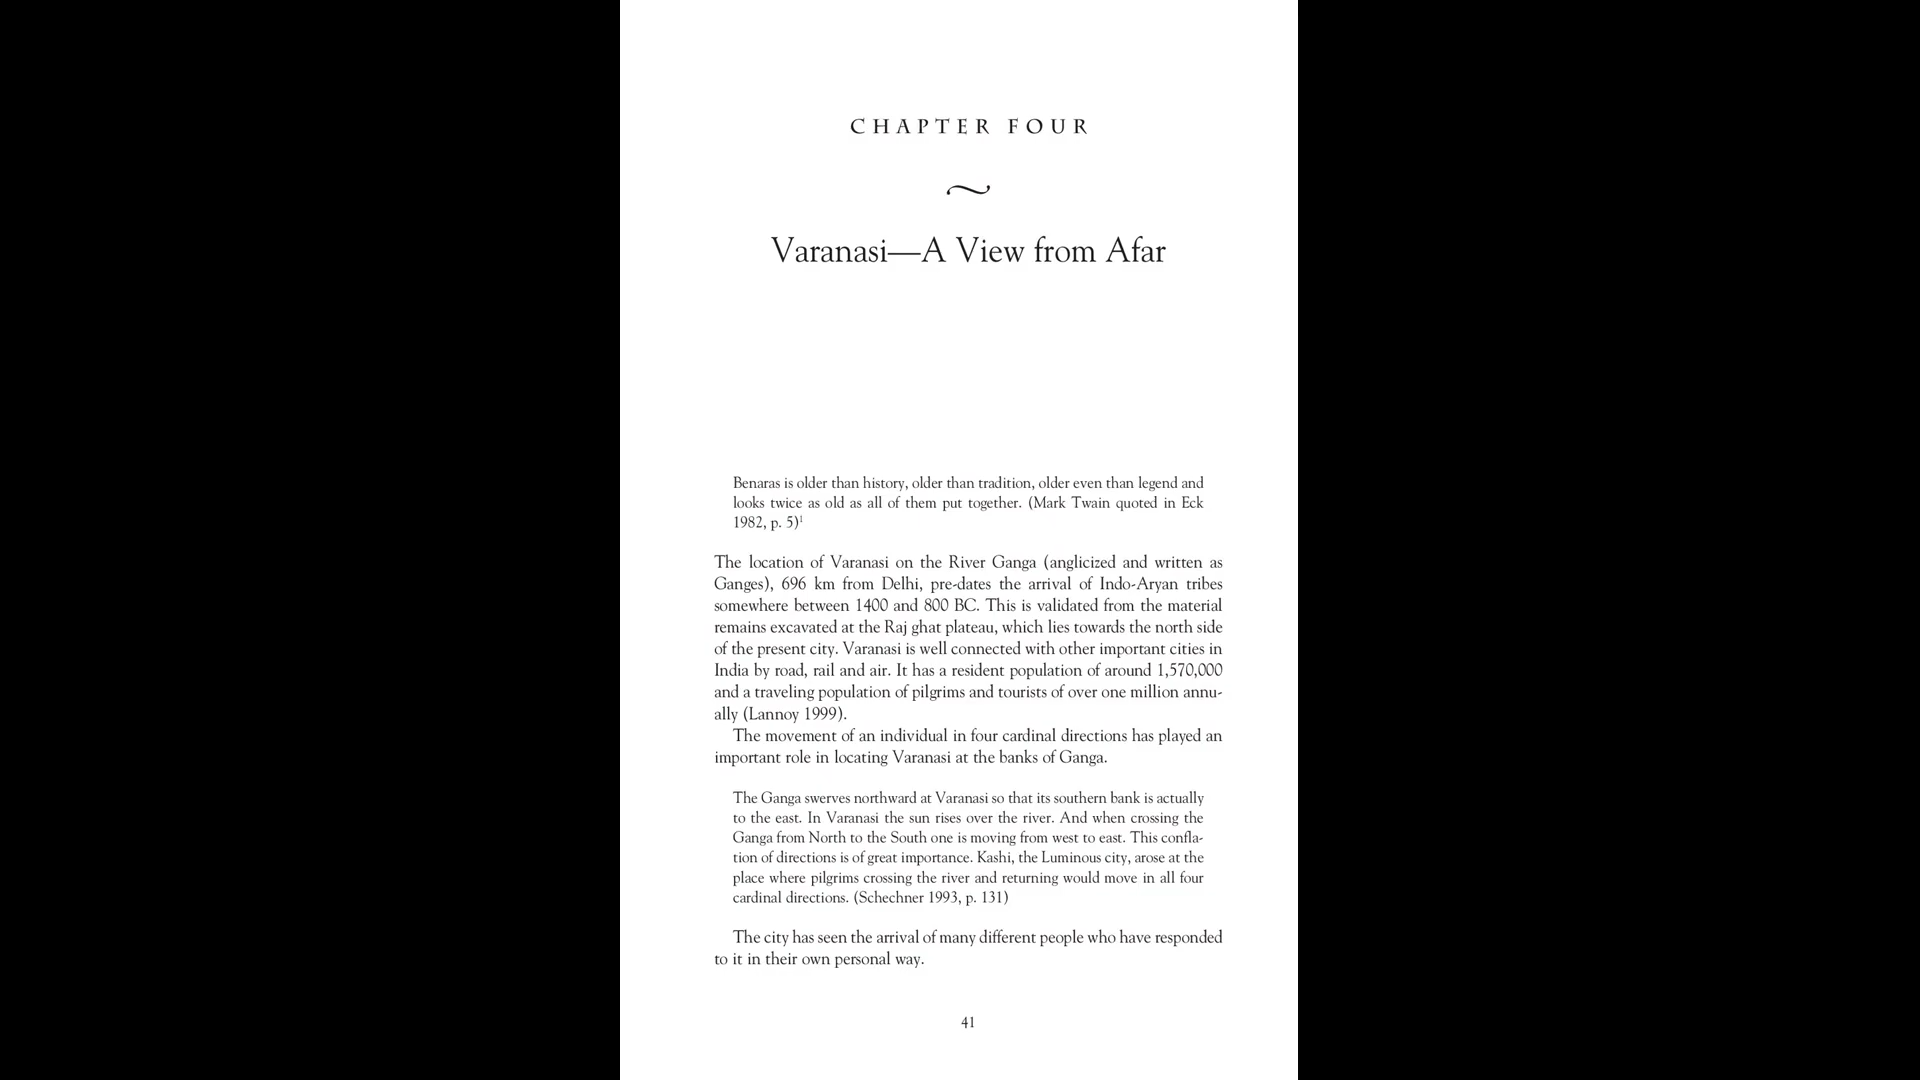 CHAPTER FOUR
Varanasi—A View from Afar
Benaras is older than history, older than tradition, older even than legend and
looks twice as old as all of them put together. (Mark Twain quoted in Eck
1982, p. 5)¹
The location of Varanasi on the River Ganga (anglicized and written as
Ganges), 696 km from Delhi, pre-dates the arrival of Indo-Aryan tribes
somewhere between 1400 and 800 BC. This is validated from the material
remains excavated at the Raj ghat plateau, which lies towards the north side
of the present city. Varanasi is well connected with other important cities in
India by road, rail and air. It has a resident population of around 1,570,000
and a traveling population of pilgrims and tourists of over one million annu-
ally (Lannoy 1999).
The movement of an individual in four cardinal directions has played an
important role in locating Varanasi at the banks of Ganga.
The Ganga swerves northward at Varanasi so that its southern bank is actually
to the east. In Varanasi the sun rises over the river. And when crossing the
Ganga from North to the South one is moving from west to east. This confla-
tion of directions is of great importance. Kashi, the Luminous city, arose at the
place where pilgrims crossing the river and returning would move in all four
cardinal directions. (Schechner 1993, p. 131)
The city has seen the arrival of many different people who have responded
to it in their own personal way.
41